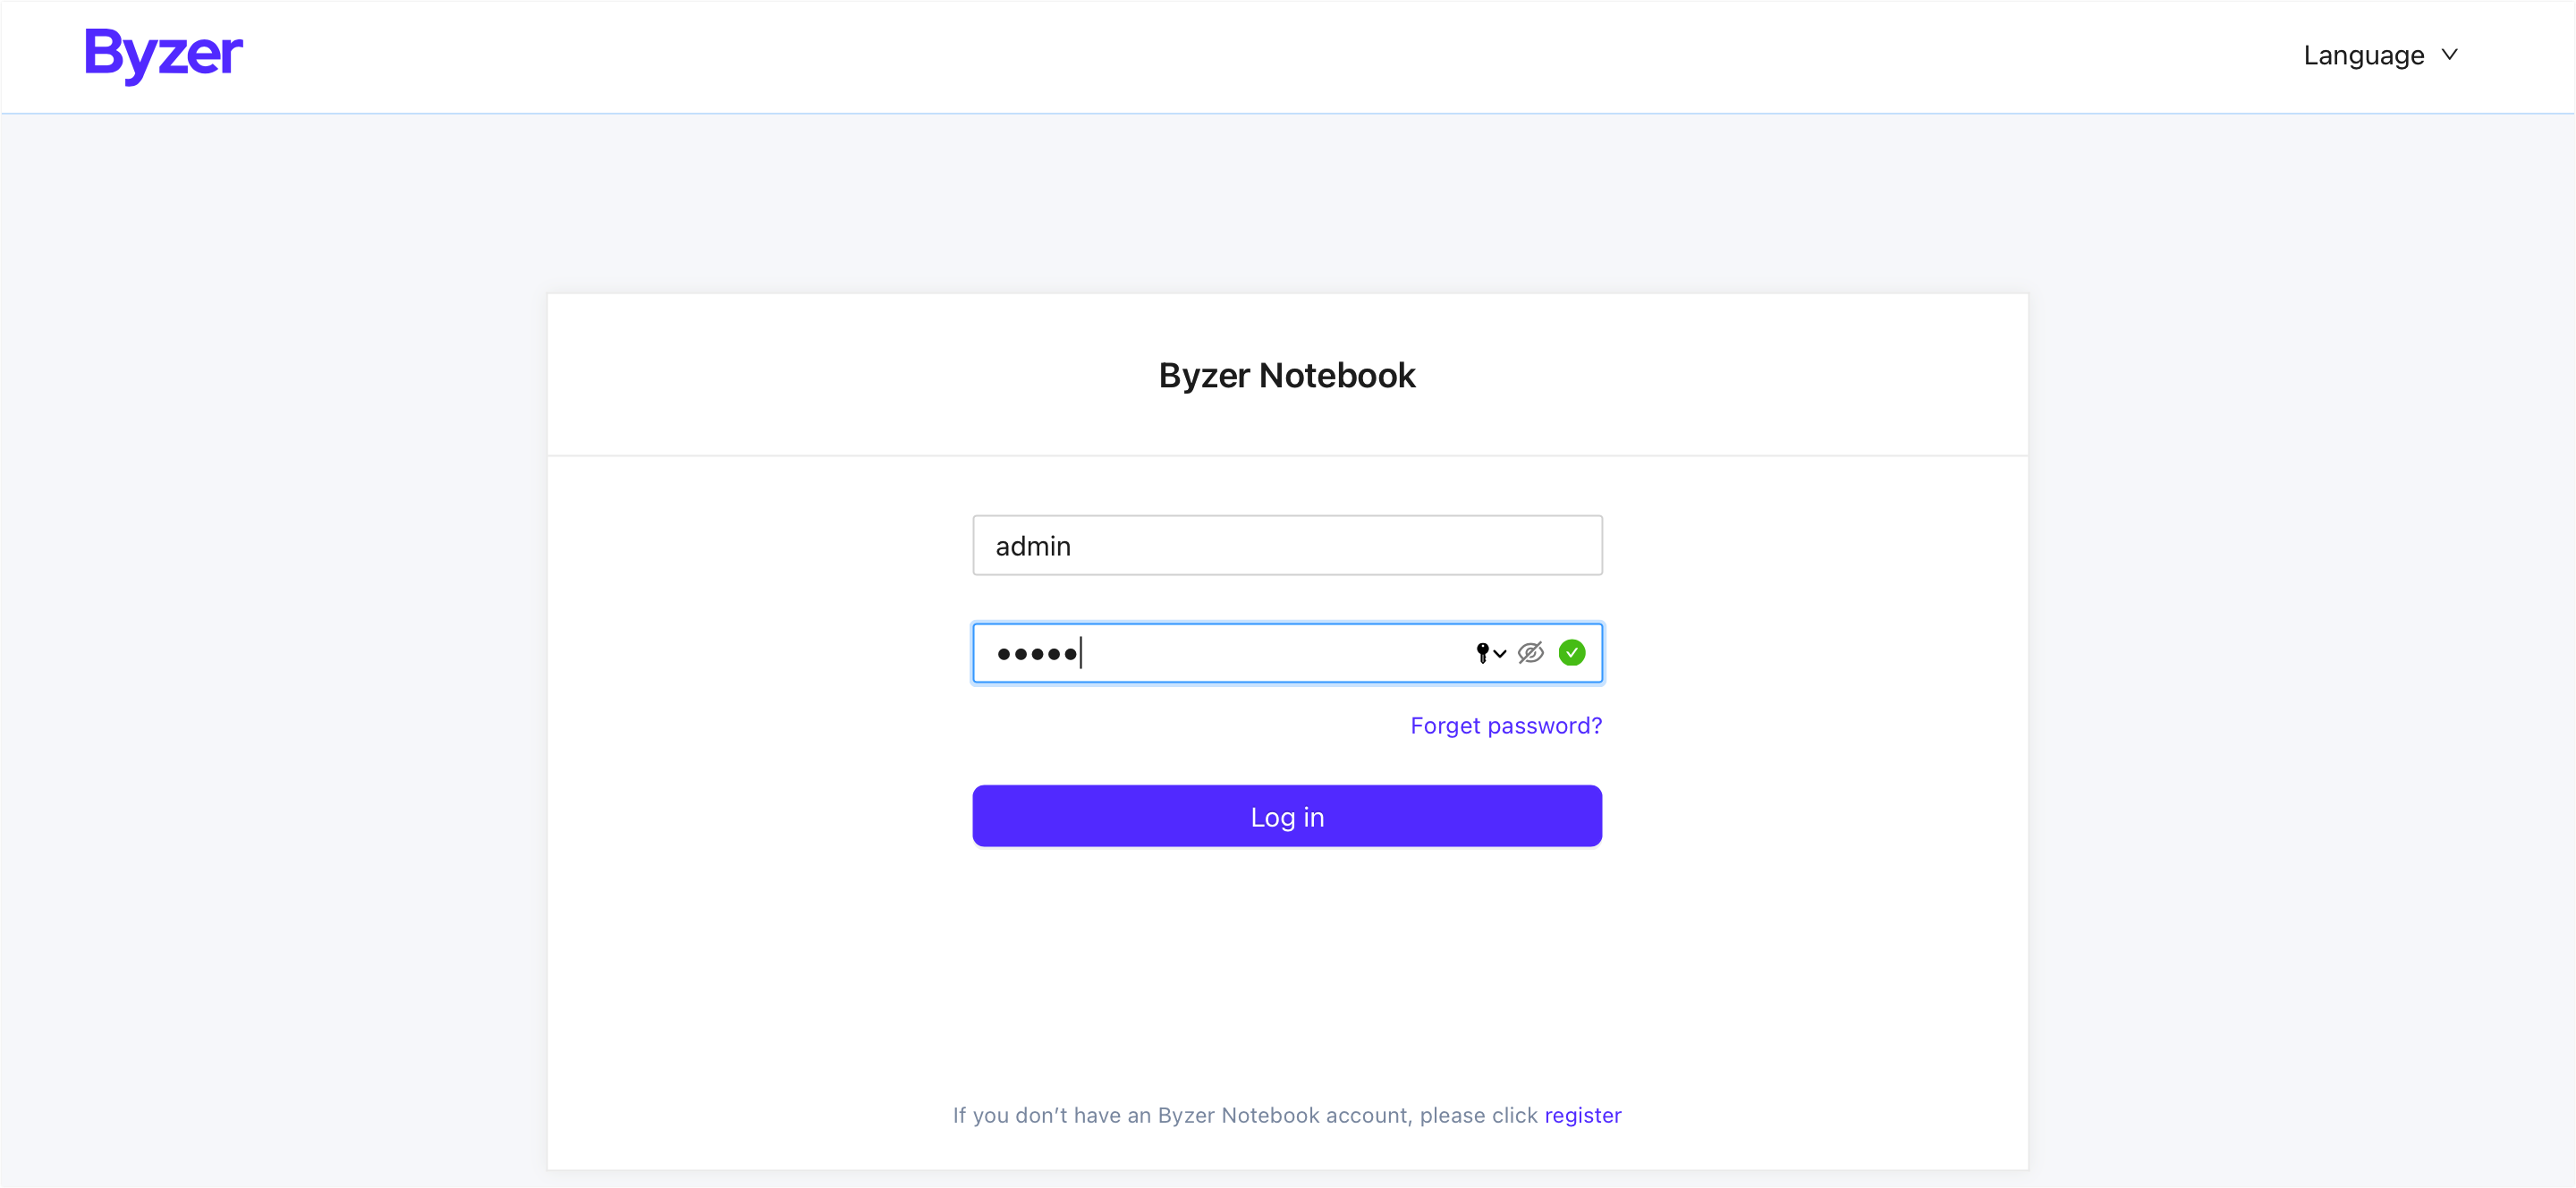 Byzer
Language
Byzer Notebook
admin
•••••
Forget password?
Log in
If you don’t have an Byzer Notebook account, please click register